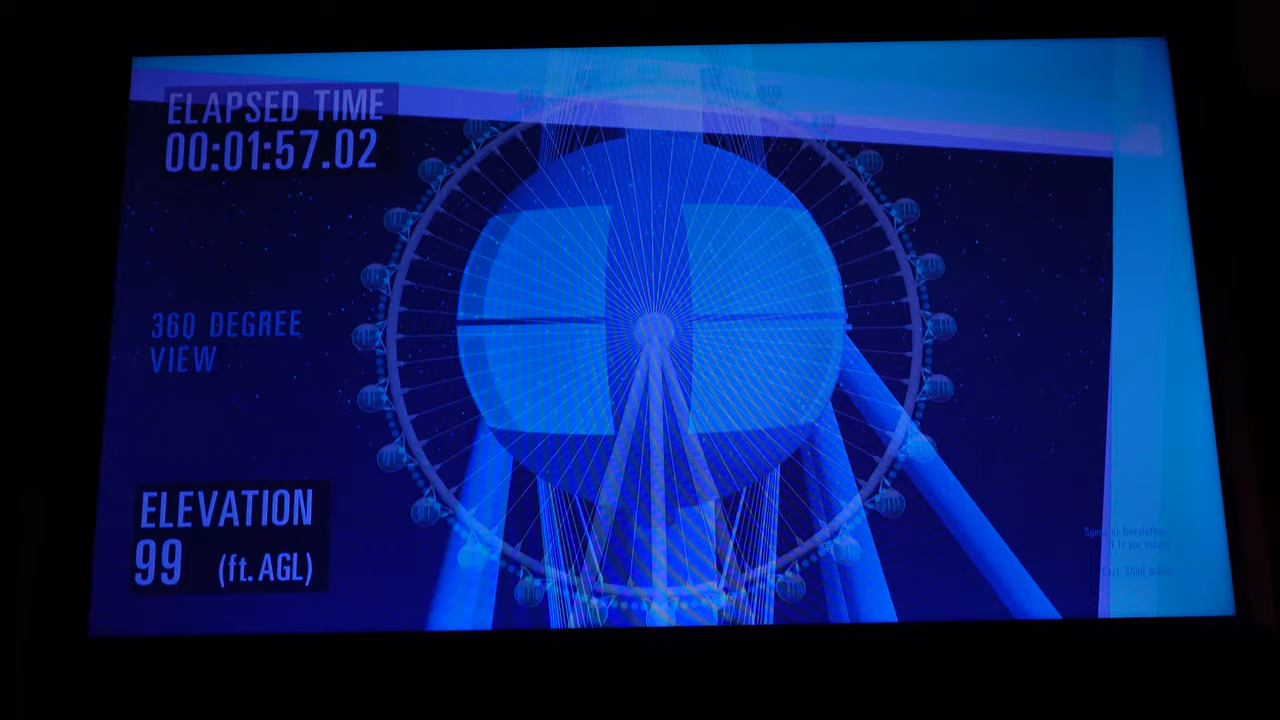 ELAPSED TIME
00:01:57.02
360 DEGREE
VIEW
ELEVATION
99 (ft. AGL)